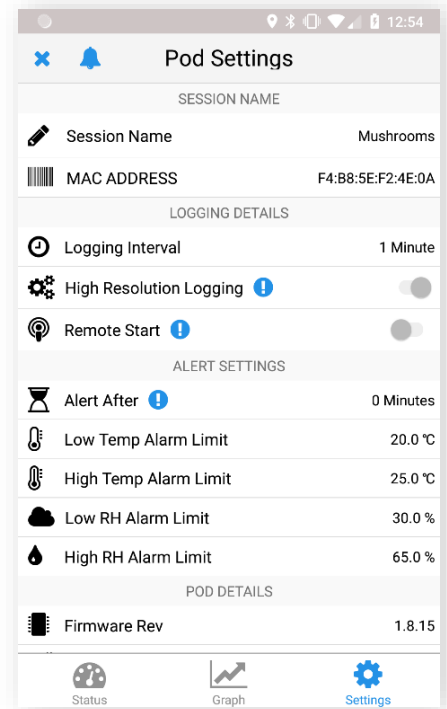 12:54
Pod Settings
SESSION NAME
Session Name Mushrooms
MAC ADDRESS F4:B8:5E:F2:4E:0A
LOGGING DETAILS
Logging Interval 1 Minute
High Resolution Logging
Remote Start
ALERT SETTINGS
Alert After 0 Minutes
Low Temp Alarm Limit 20.0 °C
High Temp Alarm Limit 25.0 °C
Low RH Alarm Limit 30.0 %
High RH Alarm Limit 65.0 %
POD DETAILS
Firmware Rev 1.8.15
Status Graph Settings